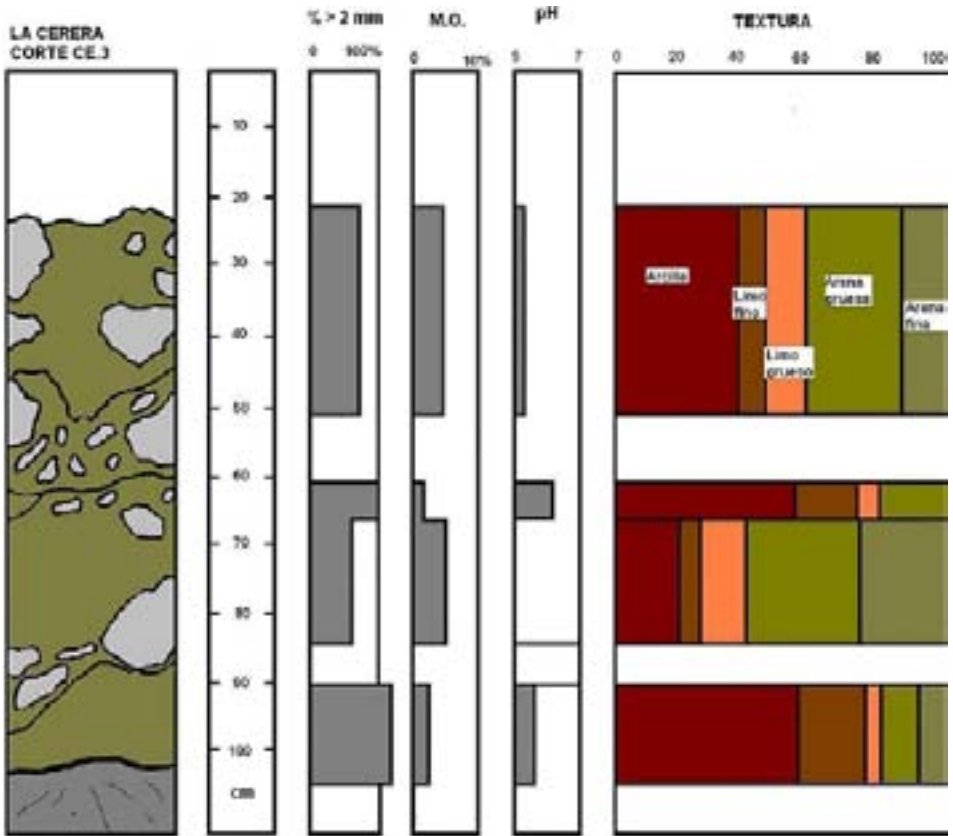 LA CERERA
CORTE CE.3
% > 2 mm
M.O.
pH
TEXTURA
0 100%
0 10%
5 7
0 20 40 60 80 100
10
20
30
40
50
60
70
80
90
100
cm
Arcilla
Limo
fino
Limo
grueso
Arena
gruesa
Arena
fina